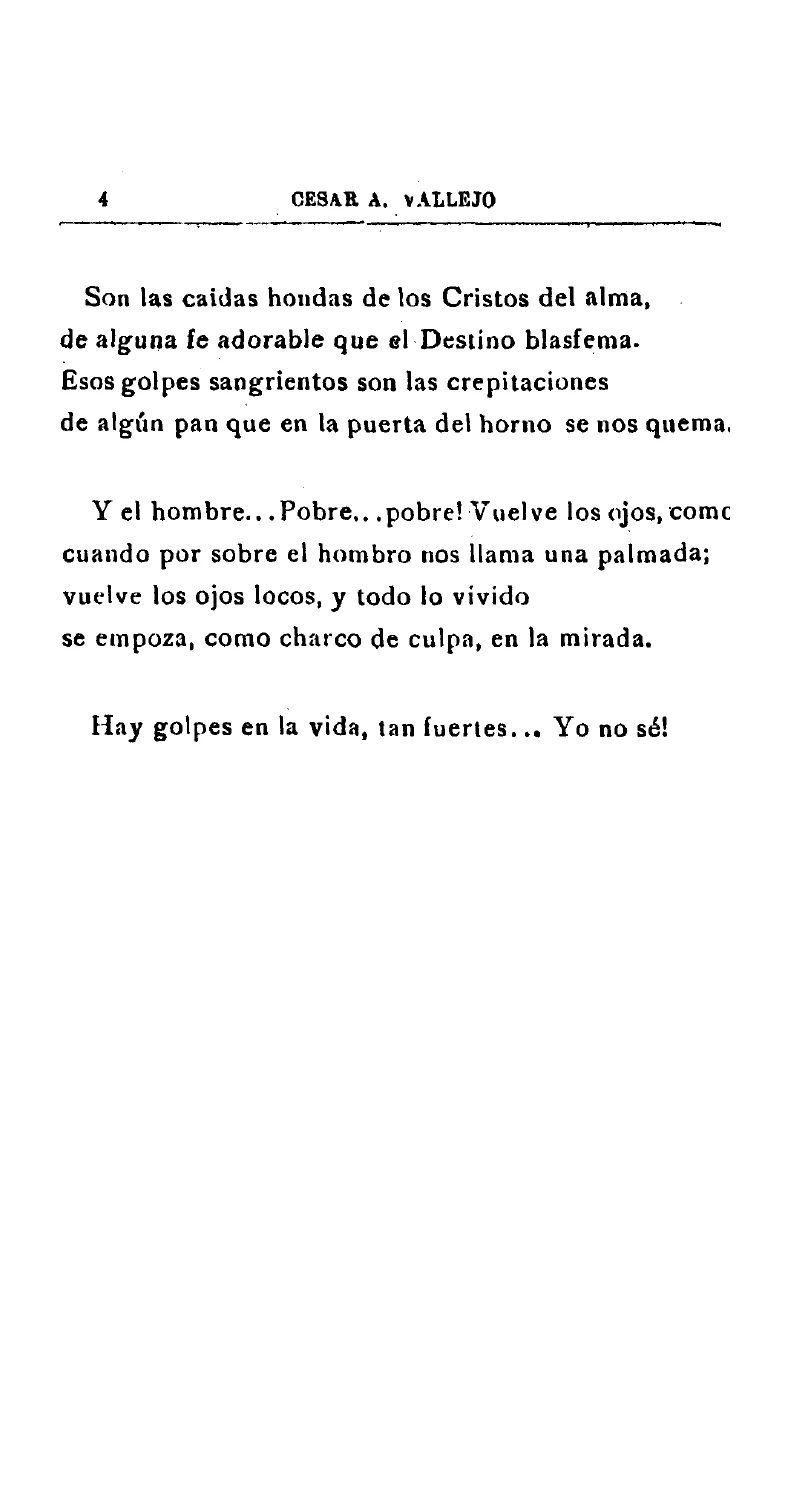 4 CESAR A. VALLEJO
Son las caidas hondas de los Cristos del alma,
de alguna fe adorable que el Destino blasfema.
Esos golpes sangrientos son las crepitaciones
de algún pan que en la puerta del horno se nos quema.
Y el hombre... Pobre... pobre! Vuelve los ojos, como
cuando por sobre el hombro nos llama una palmada;
vuelve los ojos locos, y todo lo vivido
se empoza, como charco de culpa, en la mirada.
Hay golpes en la vida, tan fuertes... Yo no sé!